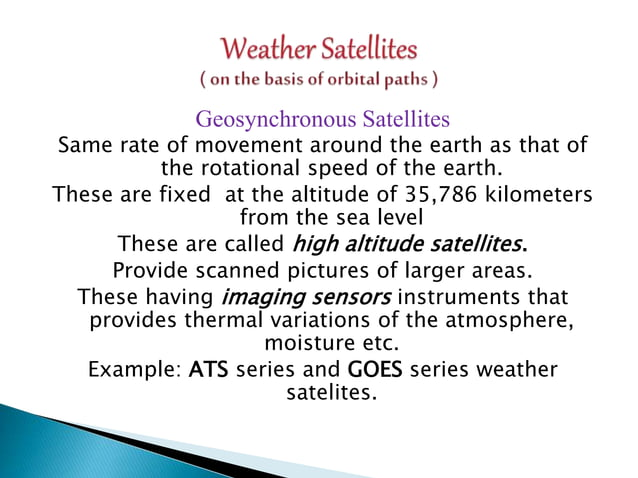 Weather Satellites
( on the basis of orbital paths )
Geosynchronous Satellites
Same rate of movement around the earth as that of
the rotational speed of the earth.
These are fixed at the altitude of 35,786 kilometers
from the sea level
These are called high altitude satellites.
Provide scanned pictures of larger areas.
These having imaging sensors instruments that
provides thermal variations of the atmosphere,
moisture etc.
Example: ATS series and GOES series weather
satelites.